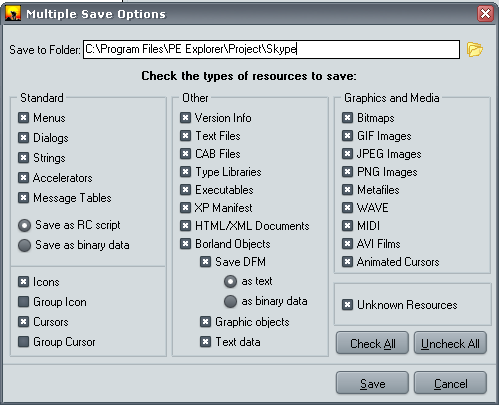 Multiple Save Options
Save to Folder: C:\Program Files\PE Explorer\Project\Skype
Check the types of resources to save:
Standard
Menus
Dialogs
Strings
Accelerators
Message Tables
Save as RC script
Save as binary data
Icons
Group Icon
Cursors
Group Cursor
Other
Version Info
Text Files
CAB Files
Type Libraries
Executables
XP Manifest
HTML/XML Documents
Borland Objects
Save DFM
as text
as binary data
Graphic objects
Text data
Graphics and Media
Bitmaps
GIF Images
JPEG Images
PNG Images
Metafiles
WAVE
MIDI
AVI Films
Animated Cursors
Unknown Resources
Check All Uncheck All
Save Cancel